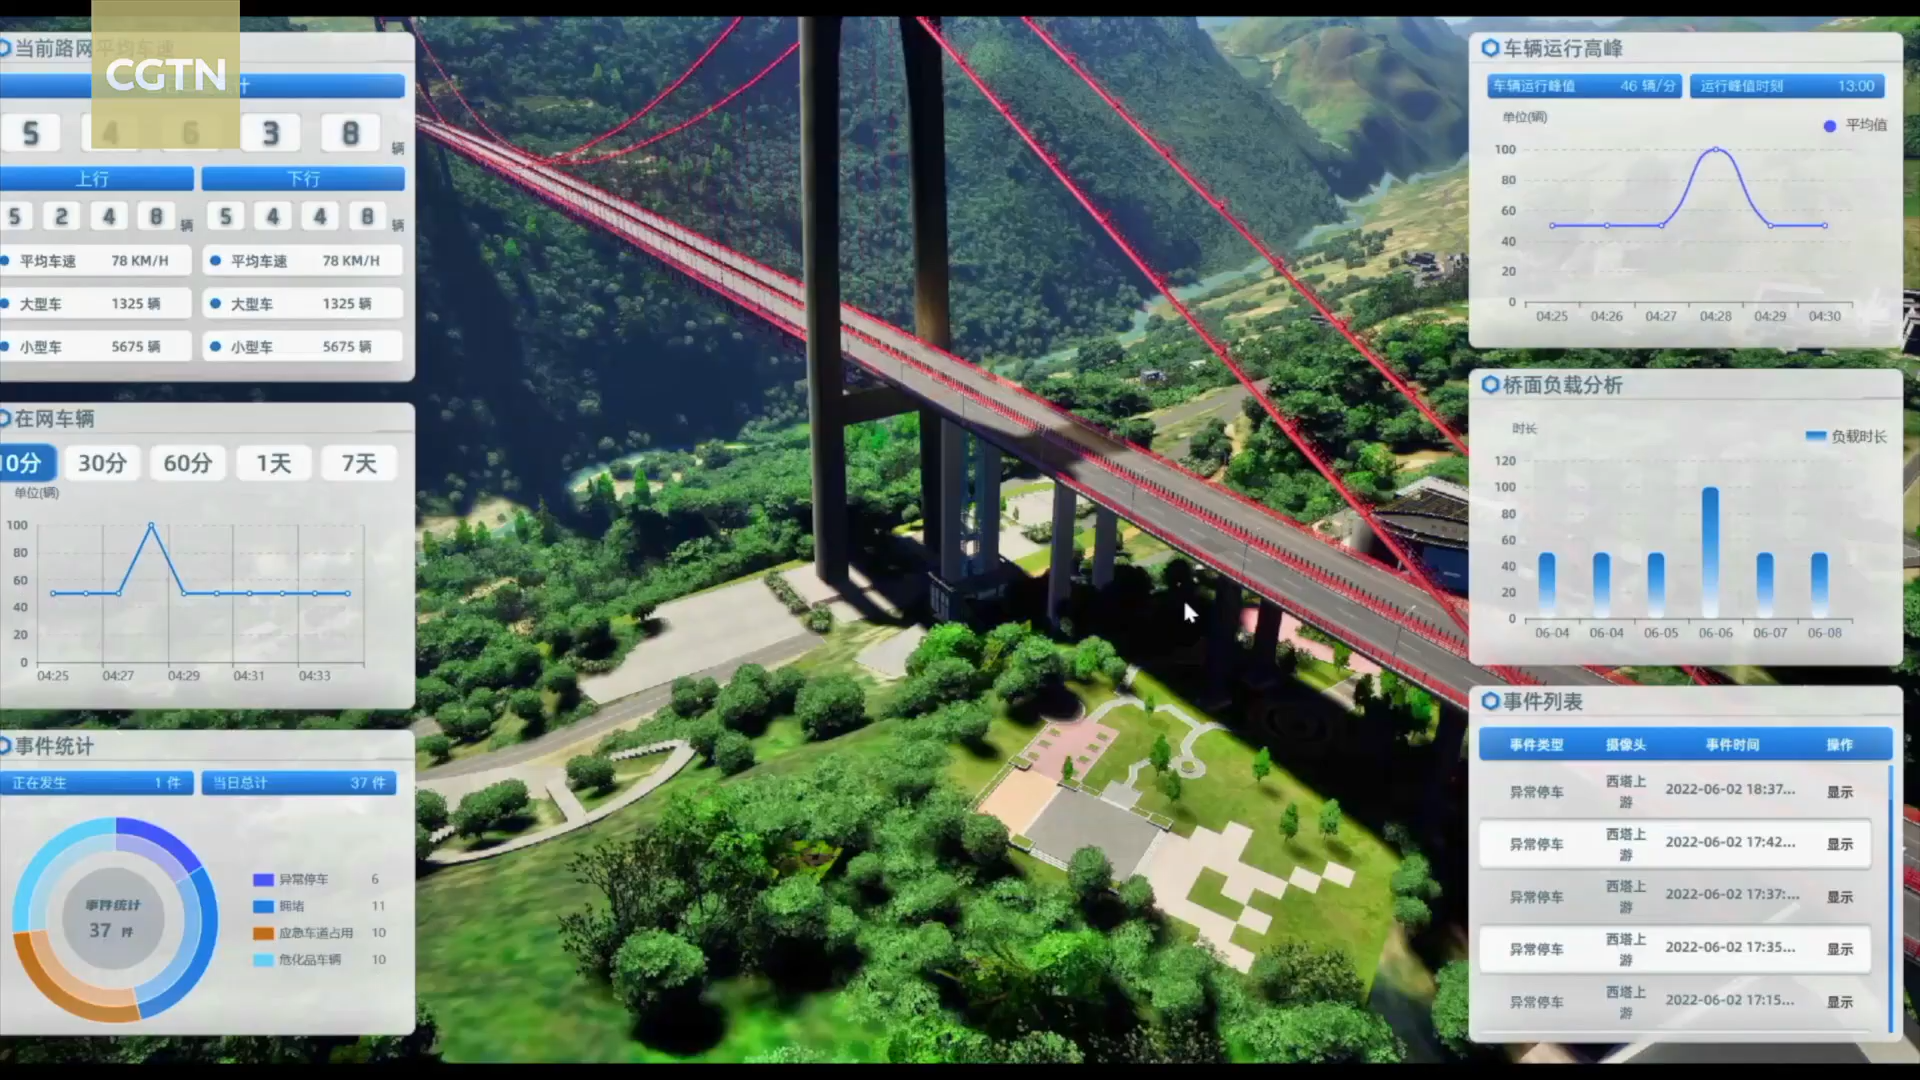 当前路网平均车速
CGTN
计
5 4 6 3 8 辆
上行 下行
5 2 4 8 辆 5 4 4 8 辆
平均车速 78 KM/H 平均车速 78 KM/H
大型车 1325 辆 大型车 1325 辆
小型车 5675 辆 小型车 5675 辆
在网车辆
10分 30分 60分 1天 7天
单位(辆)
100
80
60
40
20
0
04:25 04:27 04:29 04:31 04:33
事件统计
正在发生 1 件 当日总计 37 件
事件统计
37 件
异常停车 6
拥堵 11
应急车道占用 10
危化品车辆 10
车辆运行高峰
车辆运行峰值 46 辆/分 运行峰值时刻 13:00
单位(辆)
平均值
100
80
60
40
20
0
04:25 04:26 04:27 04:28 04:29 04:30
桥面负载分析
时长
负载时长
120
100
80
60
40
20
0
06-04 06-04 06-05 06-06 06-07 06-08
事件列表
事件类型 摄像头 事件时间 操作
异常停车 西塔上游 2022-06-02 18:37... 显示
异常停车 西塔上游 2022-06-02 17:42... 显示
异常停车 西塔上游 2022-06-02 17:37:... 显示
异常停车 西塔上游 2022-06-02 17:35... 显示
异常停车 西塔上游 2022-06-02 17:15... 显示